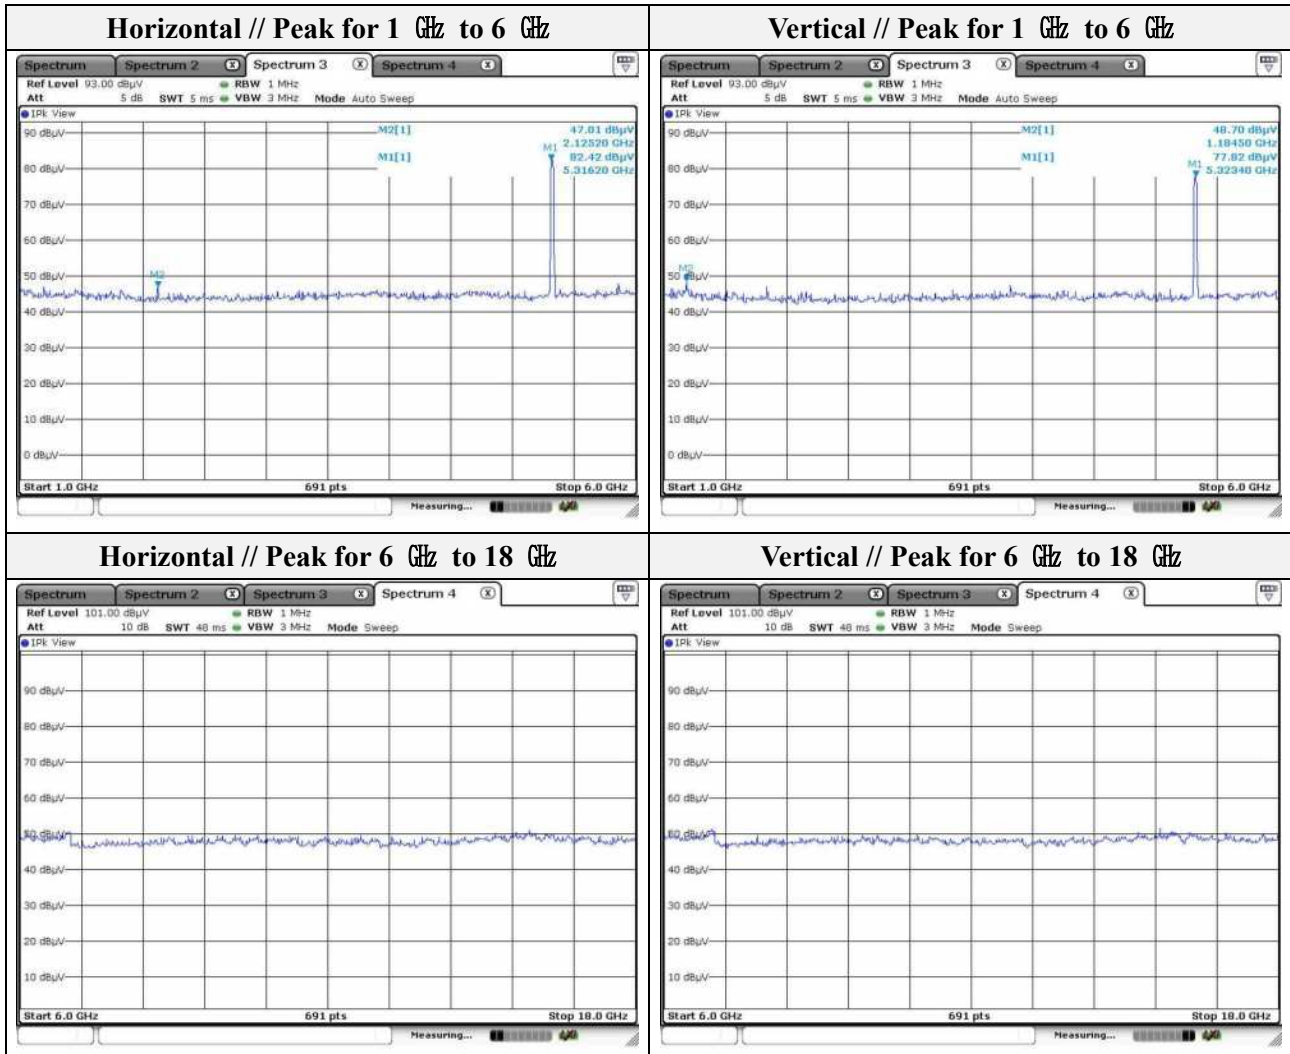 Horizontal // Peak for 1 ㎓ to 6 ㎓
Spectrum Spectrum 2 Spectrum 3 Spectrum 4
Ref Level 93.00 dBµV RBW 1 MHz
Att 5 dB SWT 5 ms VBW 3 MHz Mode Auto Sweep
1Pk View
M2[1] 47.01 dBµV
2.12520 GHz
M1[1] 82.42 dBµV
5.31620 GHz
M1
M2
90 dBµV
80 dBµV
70 dBµV
60 dBµV
50 dBµV
40 dBµV
30 dBµV
20 dBµV
10 dBµV
0 dBµV
Start 1.0 GHz 691 pts Stop 6.0 GHz
Measuring...
Vertical // Peak for 1 ㎓ to 6 ㎓
Spectrum Spectrum 2 Spectrum 3 Spectrum 4
Ref Level 93.00 dBµV RBW 1 MHz
Att 5 dB SWT 5 ms VBW 3 MHz Mode Auto Sweep
1Pk View
M2[1] 48.70 dBµV
1.18450 GHz
M1[1] 77.82 dBµV
5.32340 GHz
M1
M2
90 dBµV
80 dBµV
70 dBµV
60 dBµV
50 dBµV
40 dBµV
30 dBµV
20 dBµV
10 dBµV
0 dBµV
Start 1.0 GHz 691 pts Stop 6.0 GHz
Measuring...
Horizontal // Peak for 6 ㎓ to 18 ㎓
Spectrum Spectrum 2 Spectrum 3 Spectrum 4
Ref Level 101.00 dBµV RBW 1 MHz
Att 10 dB SWT 48 ms VBW 3 MHz Mode Sweep
1Pk View
90 dBµV
80 dBµV
70 dBµV
60 dBµV
50 dBµV
40 dBµV
30 dBµV
20 dBµV
10 dBµV
Start 6.0 GHz 691 pts Stop 18.0 GHz
Measuring...
Vertical // Peak for 6 ㎓ to 18 ㎓
Spectrum Spectrum 2 Spectrum 3 Spectrum 4
Ref Level 101.00 dBµV RBW 1 MHz
Att 10 dB SWT 48 ms VBW 3 MHz Mode Sweep
1Pk View
90 dBµV
80 dBµV
70 dBµV
60 dBµV
50 dBµV
40 dBµV
30 dBµV
20 dBµV
10 dBµV
Start 6.0 GHz 691 pts Stop 18.0 GHz
Measuring...